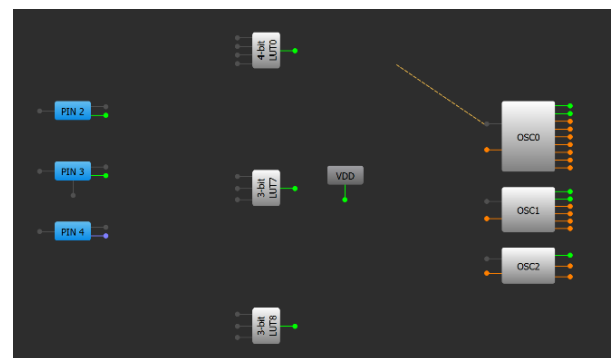 4-bit
LUT0
PIN 2
OSC0
PIN 3
3-bit
LUT7
VDD
OSC1
PIN 4
OSC2
3-bit
LUT8